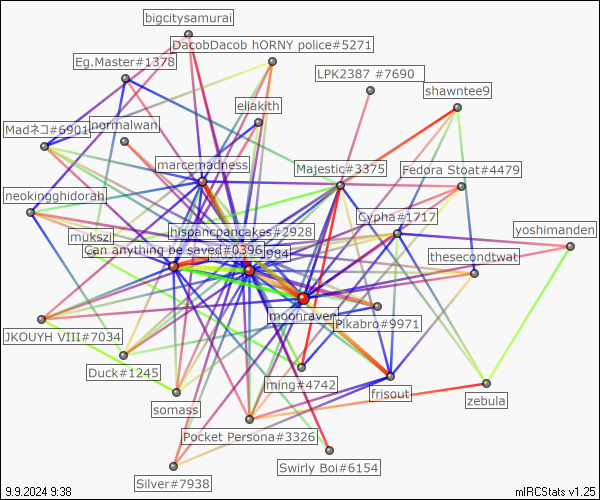 bigcitysamurai
DacobDacob hORNY police#5271
Eg.Master#1378
LPK2387 #7690
shawntee9
eliakith
Madネコ#6901
normalwan
marcemadness
Majestic#3375
Fedora Stoat#4479
neokingghidorah
Cypha#1717
hispancpancakes#2928
mukszi
yoshimanden
Can anything be saved#0396
984
thesecondtwat
moonraven
Pikabro#9971
JKOUYH VIII#7034
Duck#1245
ming#4742
frisout
zebula
somass
Pocket Persona#3326
Swirly Boi#6154
Silver#7938
9.9.2024 9:38
mIRCStats v1.25